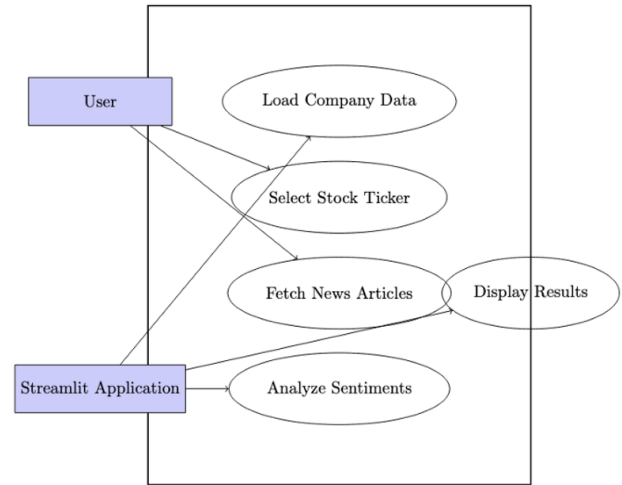 User
Load Company Data
Select Stock Ticker
Fetch News Articles
Display Results
Streamlit Application
Analyze Sentiments